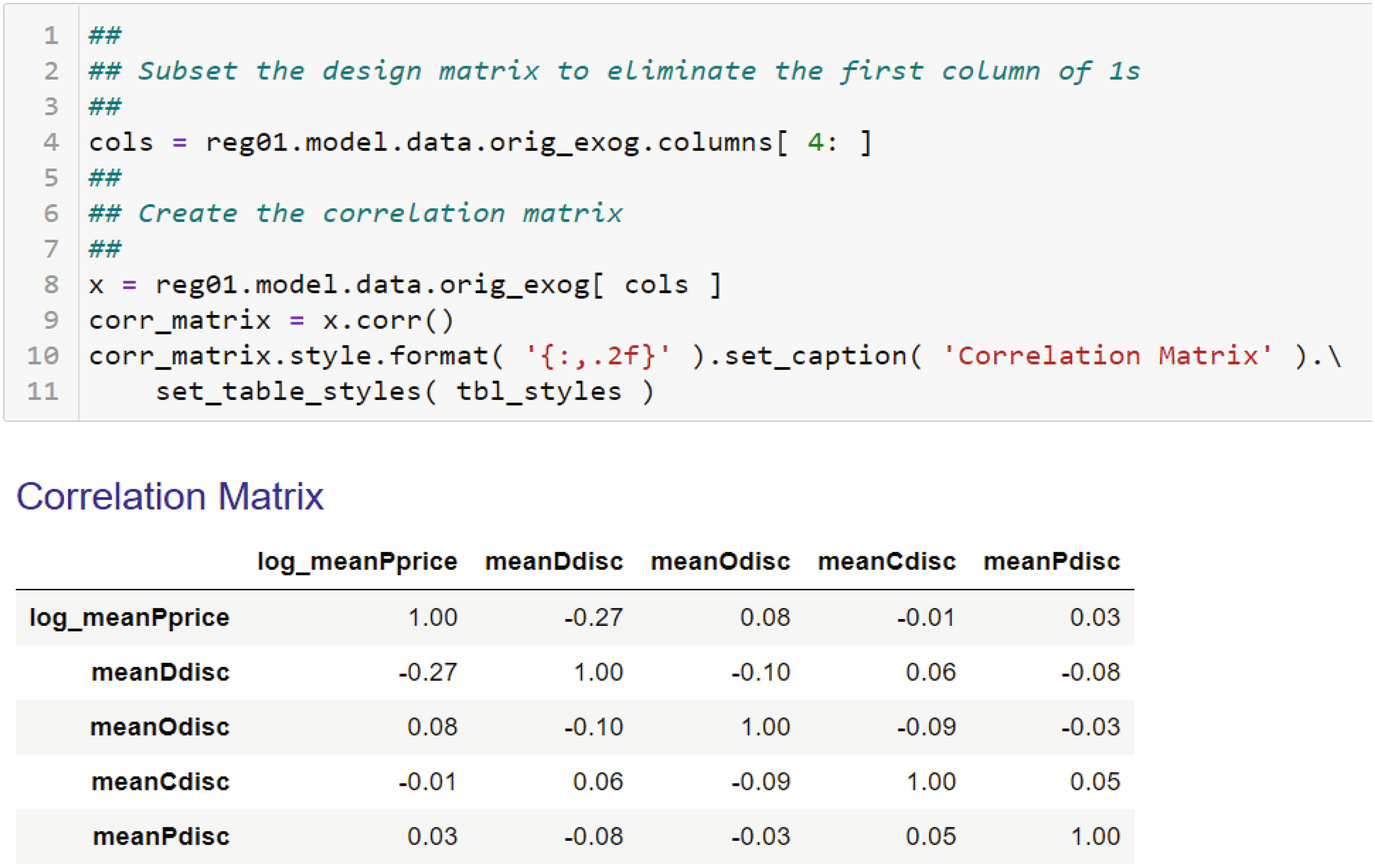 1 ##
2 ## Subset the design matrix to eliminate the first column of 1s
3 ##
4 cols = reg01.model.data.orig_exog.columns[ 4: ]
5 ##
6 ## Create the correlation matrix
7 ##
8 x = reg01.model.data.orig_exog[ cols ]
9 corr_matrix = x.corr()
10 corr_matrix.style.format( '{:,.2f}' ).set_caption( 'Correlation Matrix' ).\
11     set_table_styles( tbl_styles )
Correlation Matrix
log_meanPprice meanDdisc meanOdisc meanCdisc meanPdisc
log_meanPprice 1.00 -0.27 0.08 -0.01 0.03
meanDdisc -0.27 1.00 -0.10 0.06 -0.08
meanOdisc 0.08 -0.10 1.00 -0.09 -0.03
meanCdisc -0.01 0.06 -0.09 1.00 0.05
meanPdisc 0.03 -0.08 -0.03 0.05 1.00